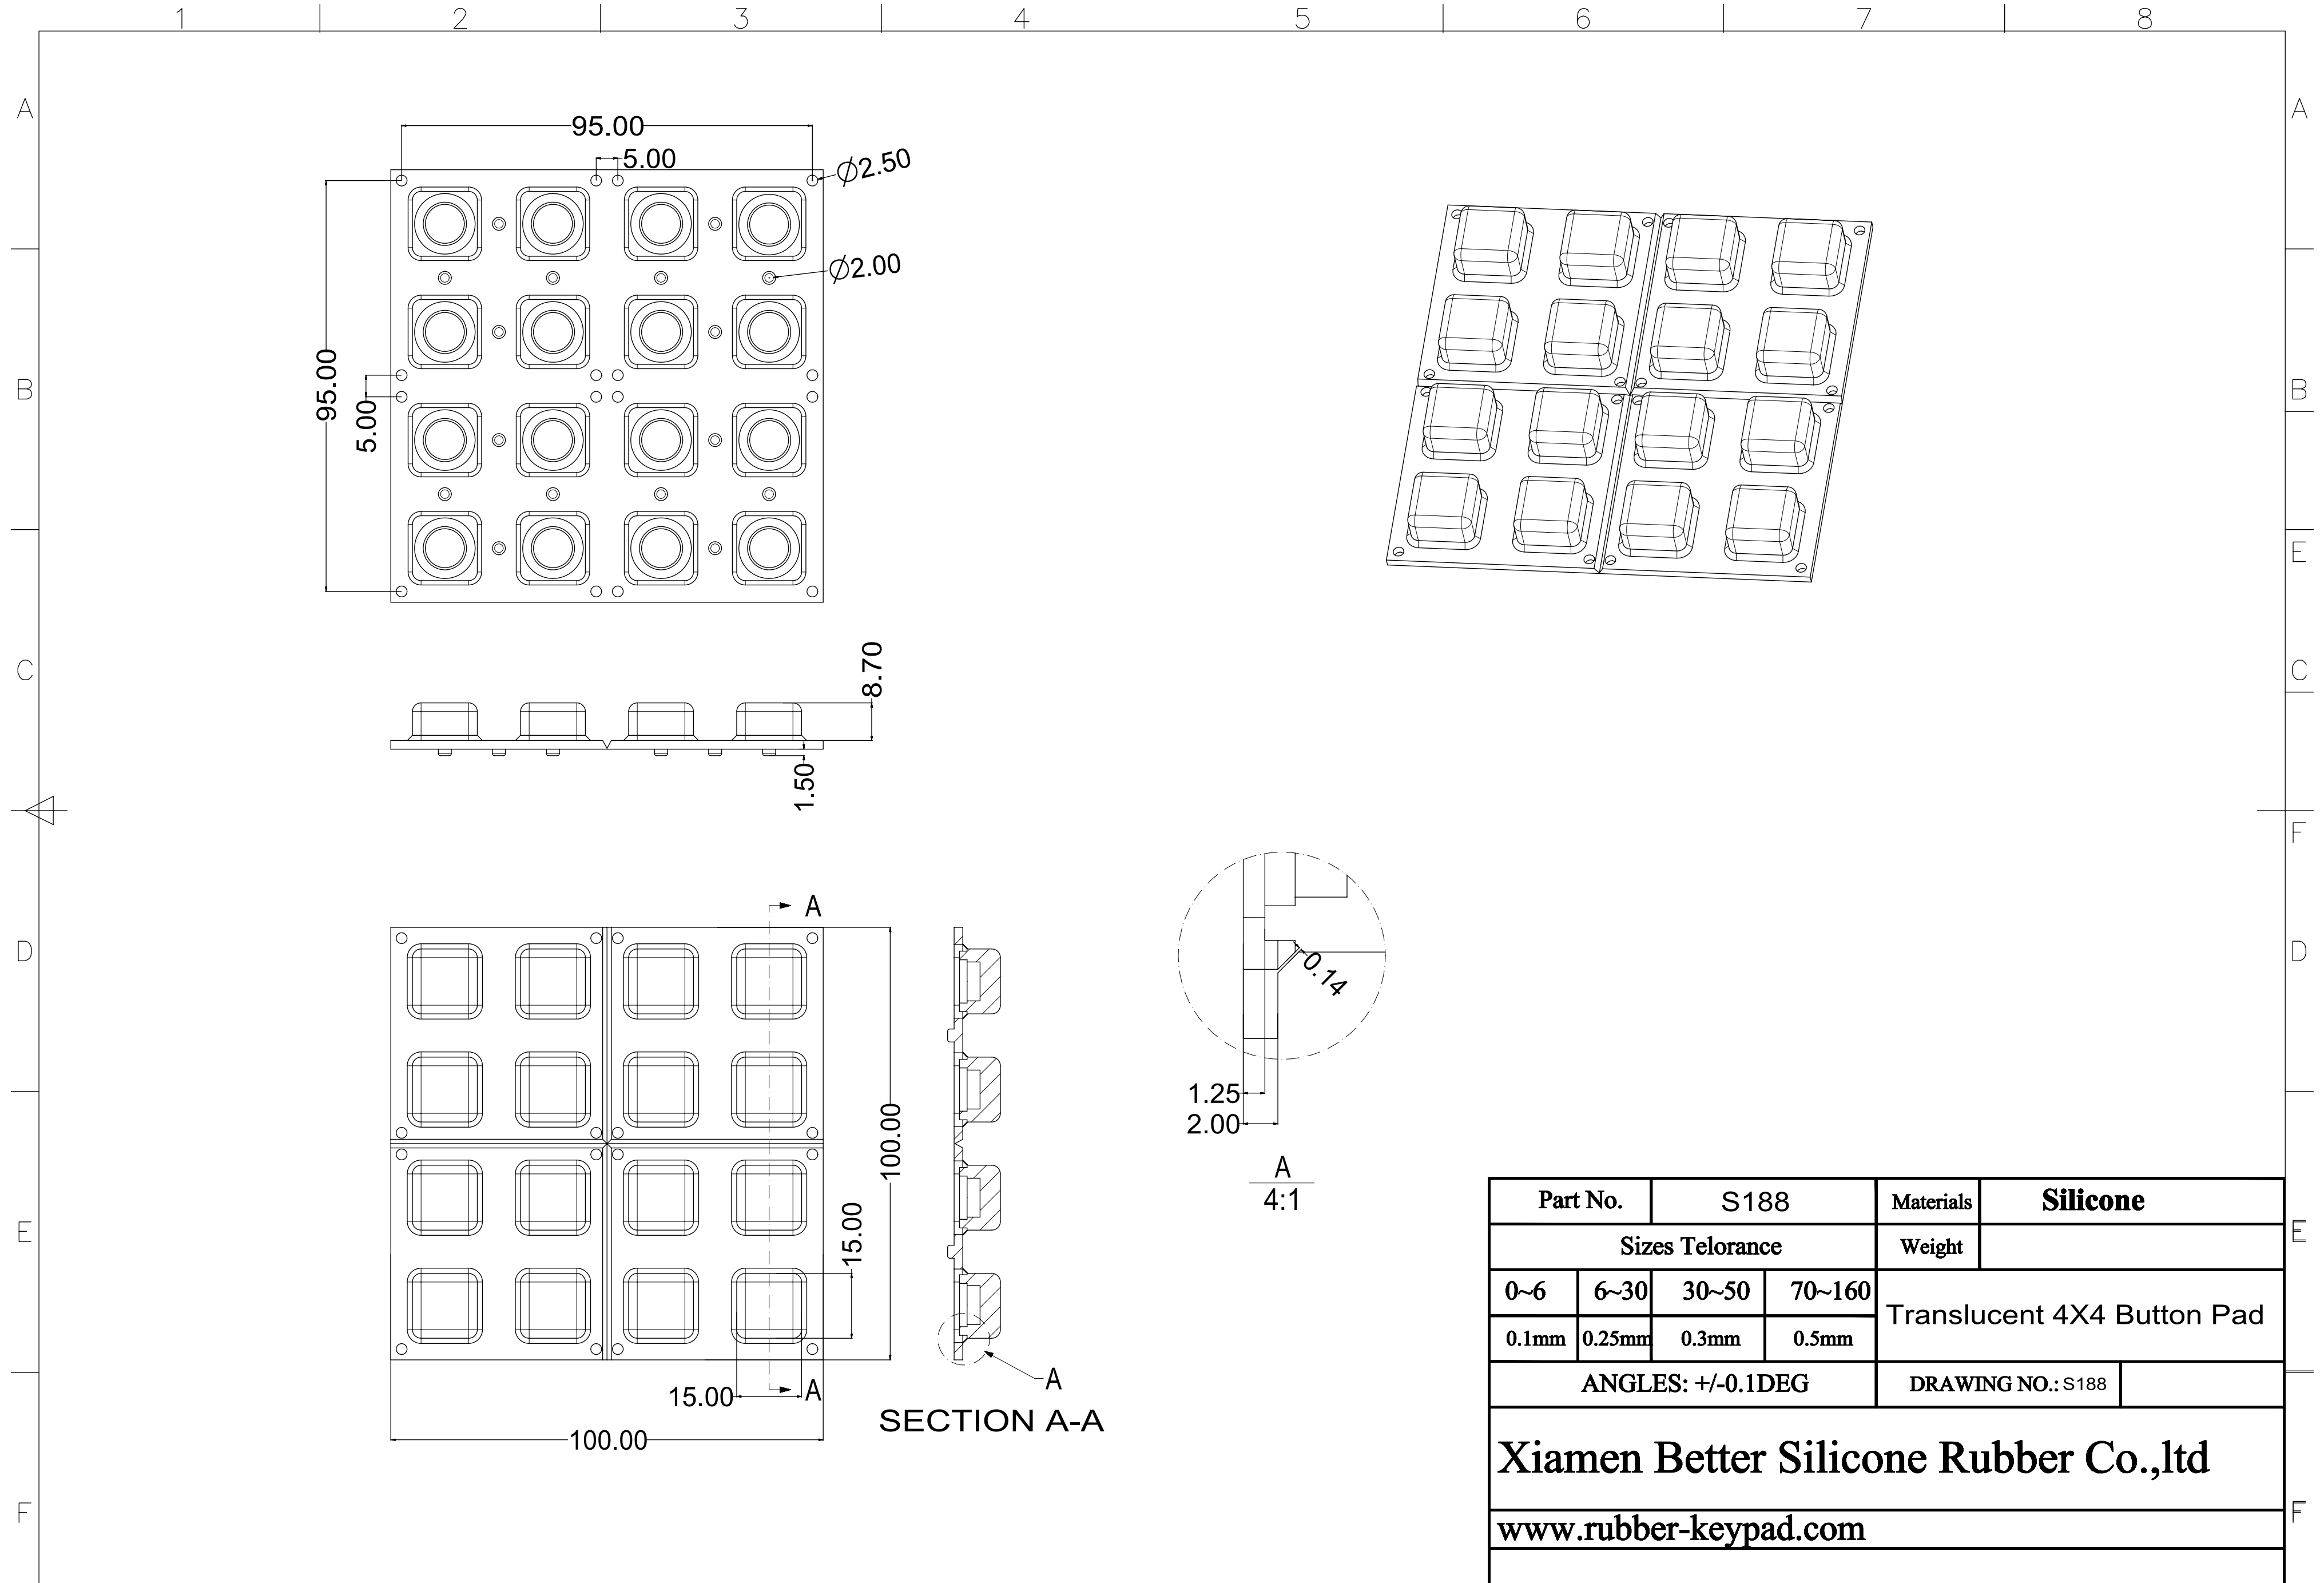 1 2 3 4 5 6 7 8
A A
95.00
5.00
Ø2.50
Ø2.00
95.00
5.00
B B
E
8.70
C C
1.50
F
A
D D
0.14
1.25
2.00
100.00
A
4:1
15.00
E E
A
15.00 A
SECTION A-A
100.00
F F
Part No. S188 Materials Silicone
Sizes Telorance Weight
0~6 6~30 30~50 70~160
Translucent 4X4 Button Pad
0.1mm 0.25mm 0.3mm 0.5mm
ANGLES: +/-0.1DEG DRAWING NO.: S188
Xiamen Better Silicone Rubber Co.,ltd
www.rubber-keypad.com